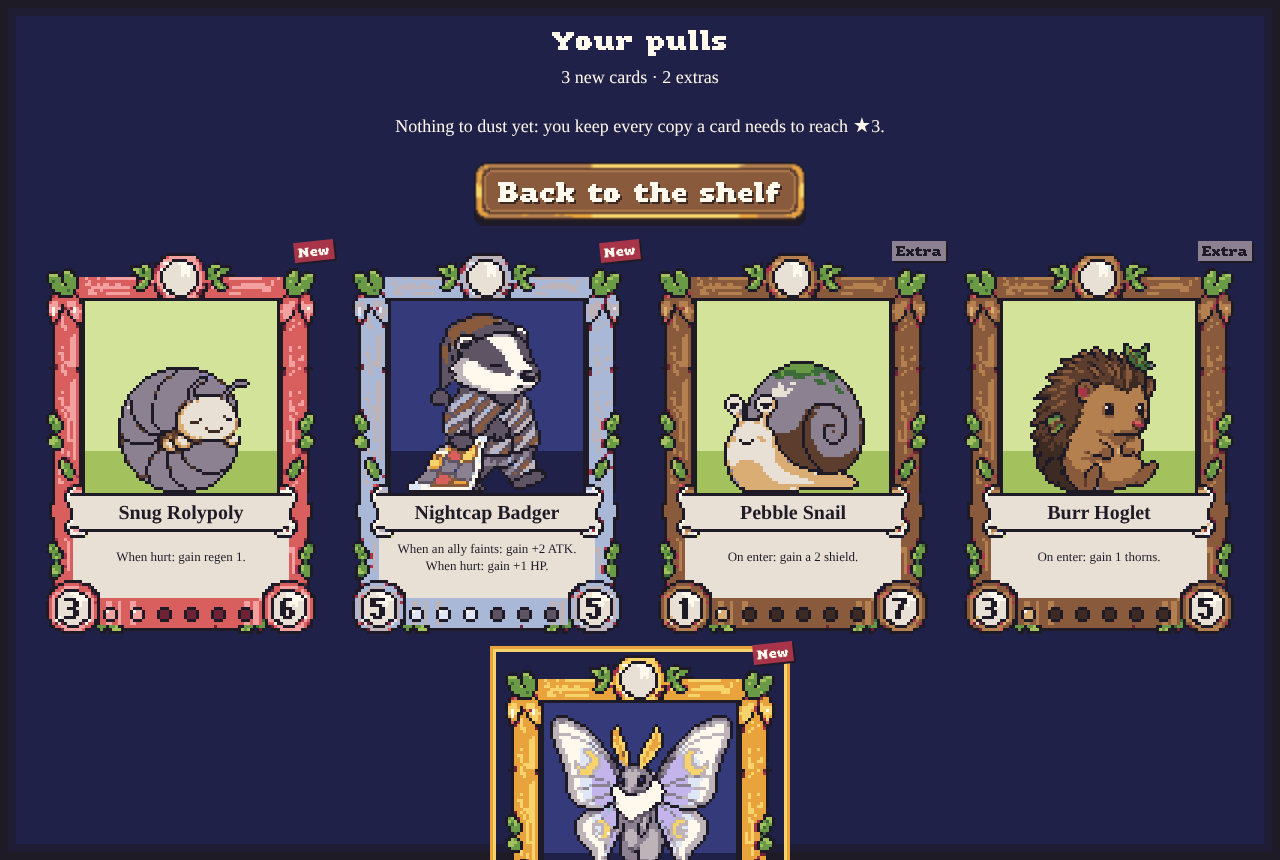 Your pulls
3 new cards · 2 extras
Nothing to dust yet: you keep every copy a card needs to reach ★3.
Back to the shelf
New
New
Extra
Extra
Snug Rolypoly
Nightcap Badger
Pebble Snail
Burr Hoglet
When hurt: gain regen 1.
When an ally faints: gain +2 ATK.
When hurt: gain +1 HP.
On enter: gain a 2 shield.
On enter: gain 1 thorns.
3
6
5
5
1
7
3
5
New